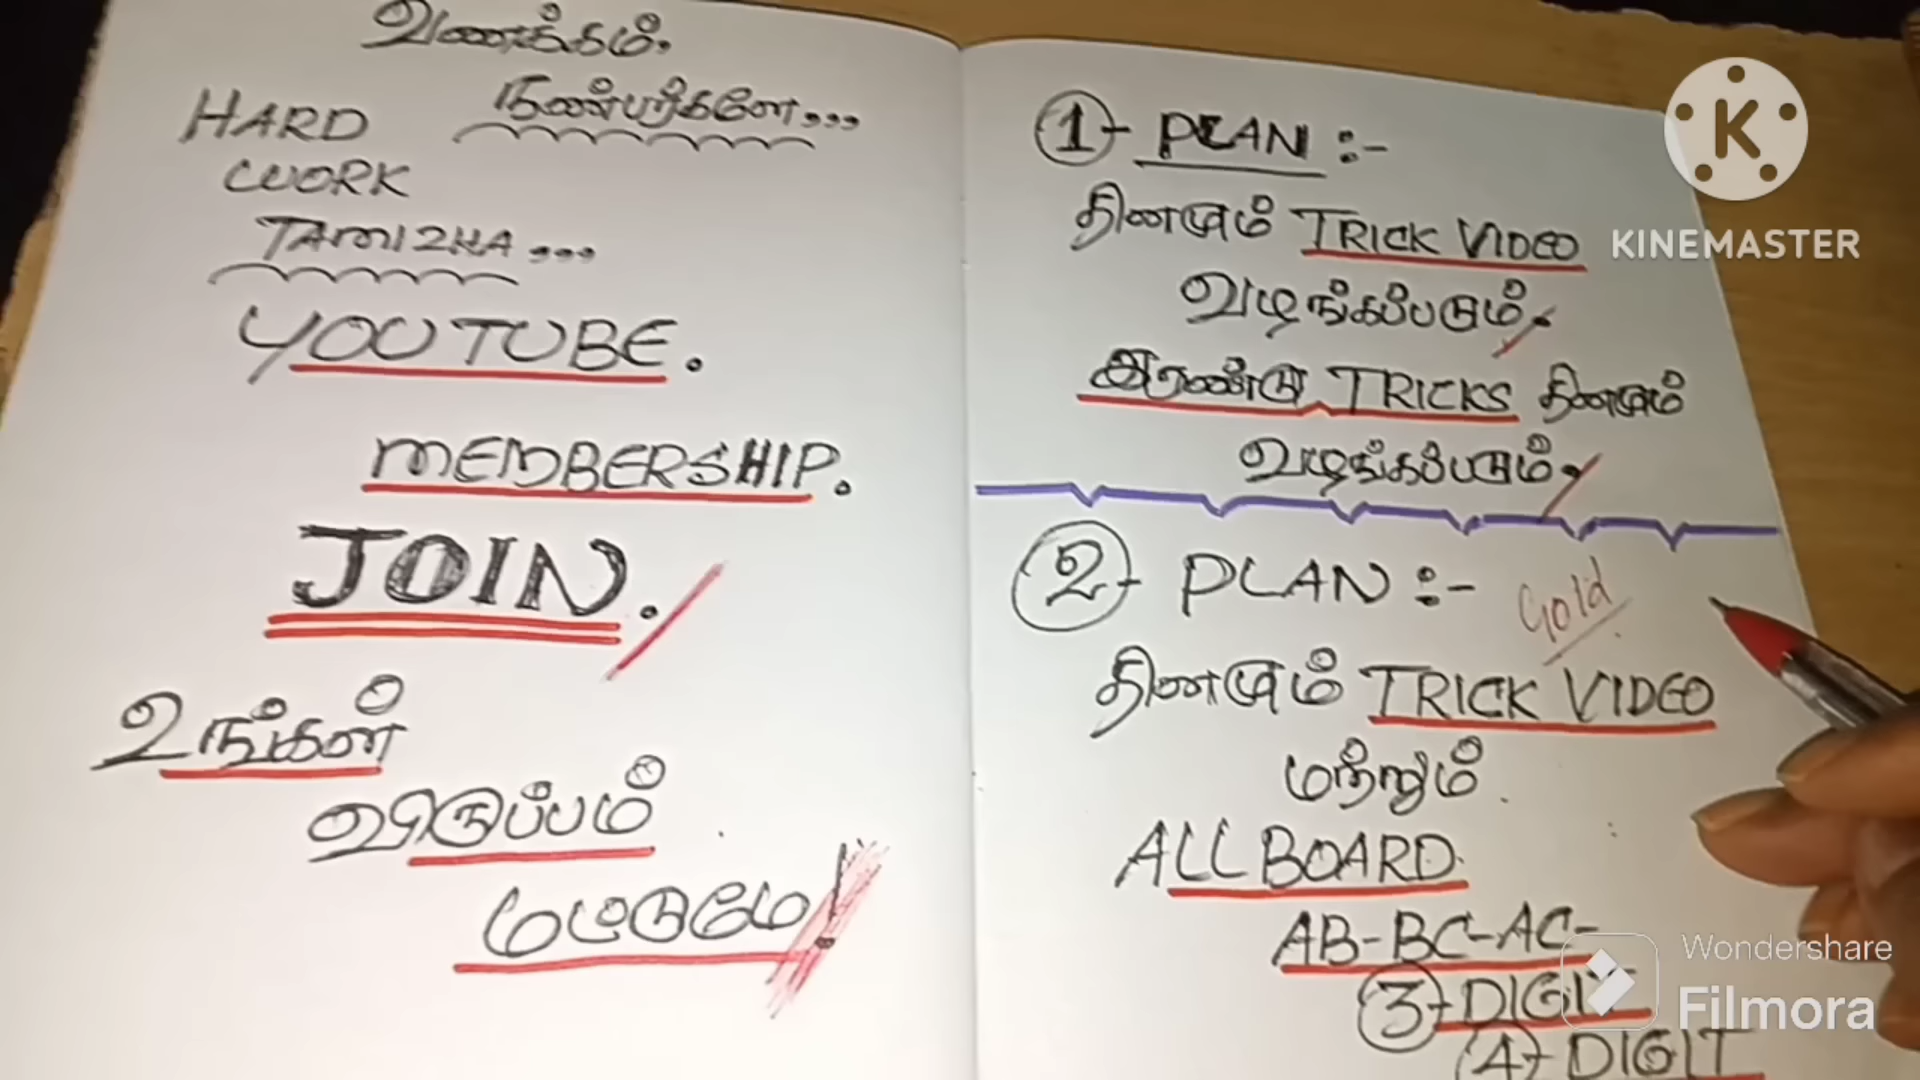 வணக்கம்.
நண்பர்களே...
HARD
WORK
TAMIZHA...
YOUTUBE.
MEMBERSHIP.
JOIN.
உங்கள்
விருப்பம்
மட்டுமே!
1- PLAN :-
தினமும் TRICK VIDEO
வழங்கப்படும்.
இரண்டு TRICKS தினமும்
வழங்கப்படும்.
2- PLAN :- Gold
தினமும் TRICK VIDEO
மற்றும்.
ALL BOARD.
AB-BC-AC-
3-DIGIT
4- DIGIT
KINEMASTER
Wondershare
Filmora